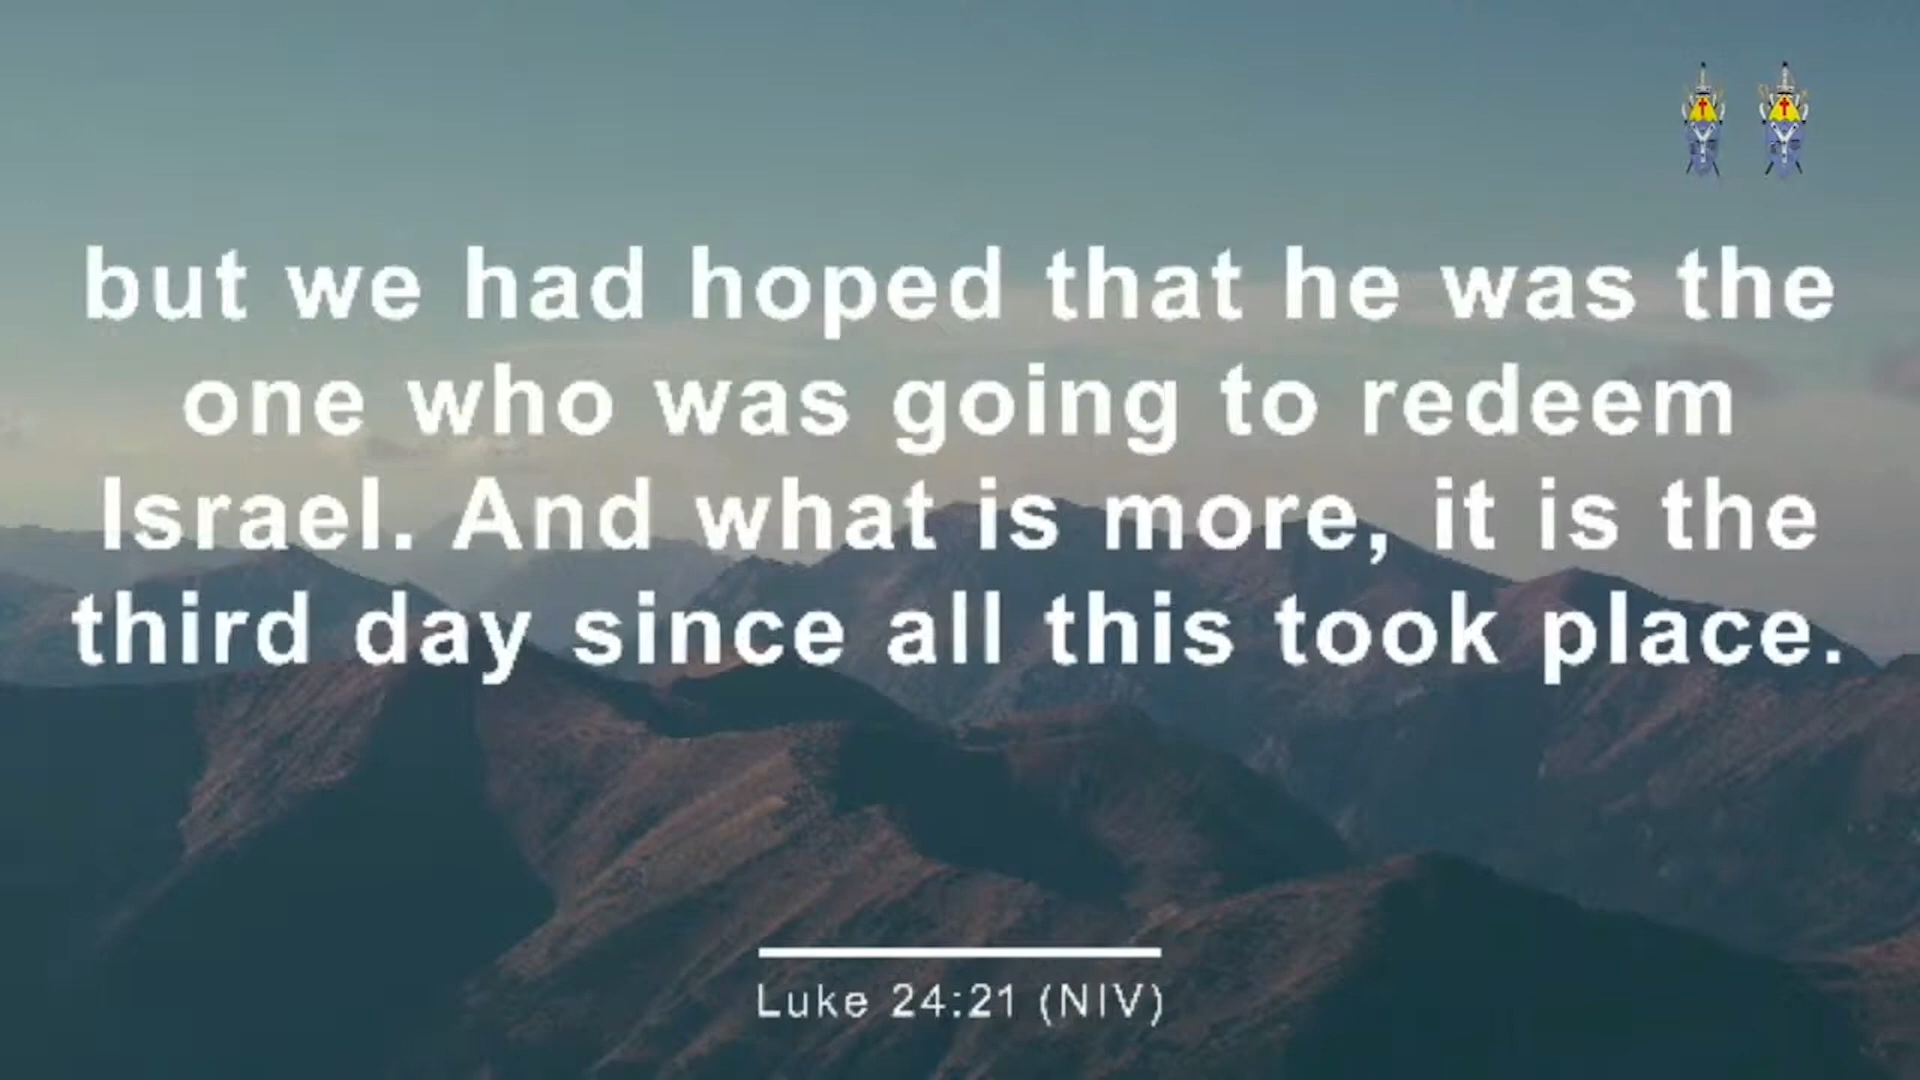 but we had hoped that he was the
one who was going to redeem
Israel. And what is more, it is the
third day since all this took place.
Luke 24:21 (NIV)